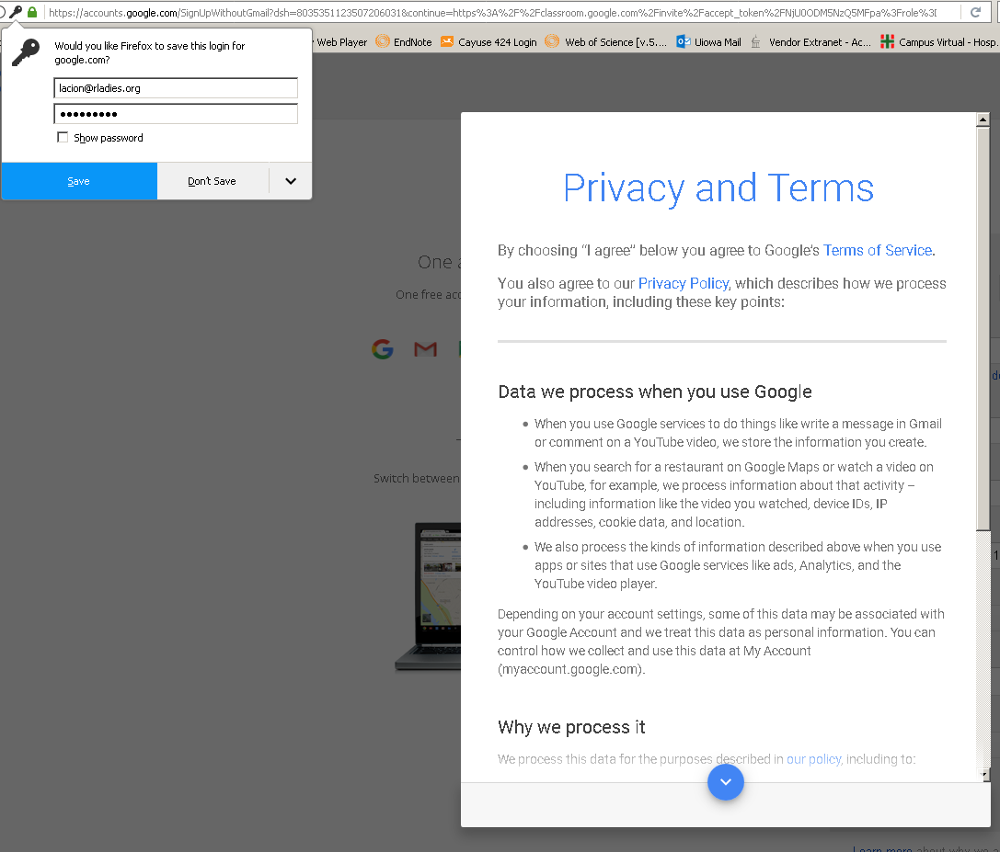 https://accounts.google.com/SignUpWithoutGmail?dsh=8035351123507206031&continue=https%3A%2F%2Fclassroom.google.com%2Finvite%2Faccept_token%2FNjU0ODM5NzQ5MFpa%3Frole%3D
Web Player EndNote Cayuse 424 Login Web of Science [v.5.... Uiowa Mail Vendor Extranet - Ac... Campus Virtual - Hosp.
Would you like Firefox to save this login for
google.com?
lacion@rladies.org
•••••••••
Show password
Save Don't Save
One a
One free acc
Switch between
Privacy and Terms
By choosing “I agree” below you agree to Google's Terms of Service.
You also agree to our Privacy Policy, which describes how we process
your information, including these key points:
Data we process when you use Google
• When you use Google services to do things like write a message in Gmail
or comment on a YouTube video, we store the information you create.
• When you search for a restaurant on Google Maps or watch a video on
YouTube, for example, we process information about that activity –
including information like the video you watched, device IDs, IP
addresses, cookie data, and location.
• We also process the kinds of information described above when you use
apps or sites that use Google services like ads, Analytics, and the
YouTube video player.
Depending on your account settings, some of this data may be associated with
your Google Account and we treat this data as personal information. You can
control how we collect and use this data at My Account
(myaccount.google.com).
Why we process it
We process this data for the purposes described in our policy, including to:
de
1
Learn more about why we